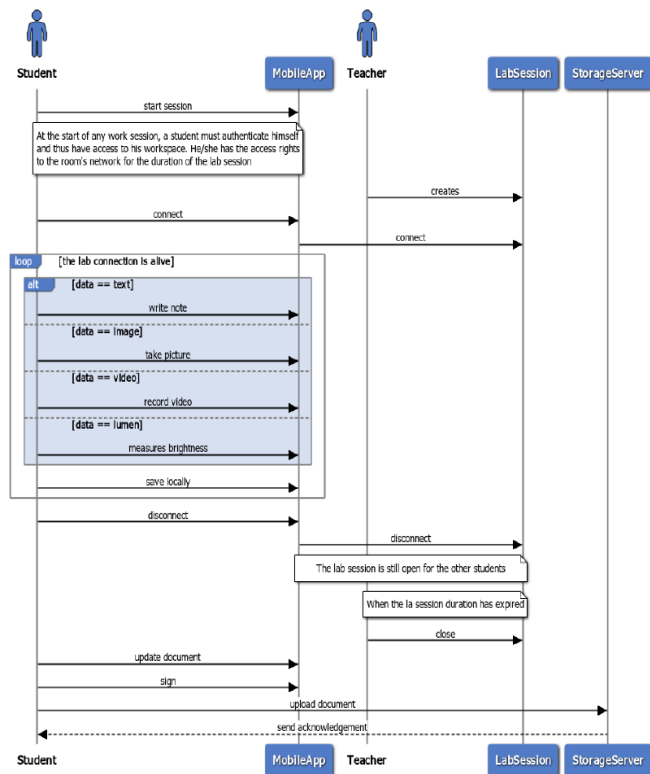 Student
MobileApp
Teacher
LabSession
StorageServer
start session
At the start of any work session, a student must authenticate himself
and thus have access to his workspace. He/she has the access rights
to the room's network for the duration of the lab session
creates
connect
connect
loop [the lab connection is alive]
alt [data == text]
write note
[data == image]
take picture
[data == video]
record video
[data == lumen]
measures brightness
save locally
disconnect
disconnect
The lab session is still open for the other students
When the la session duration has expired
close
update document
sign
upload document
send acknowledgement
Student
MobileApp
Teacher
LabSession
StorageServer